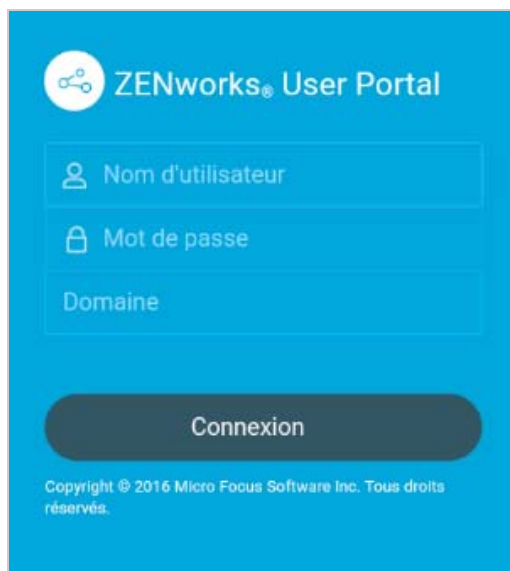 ZENworks® User Portal
Nom d'utilisateur
Mot de passe
Domaine
Connexion
Copyright © 2016 Micro Focus Software Inc. Tous droits
réservés.